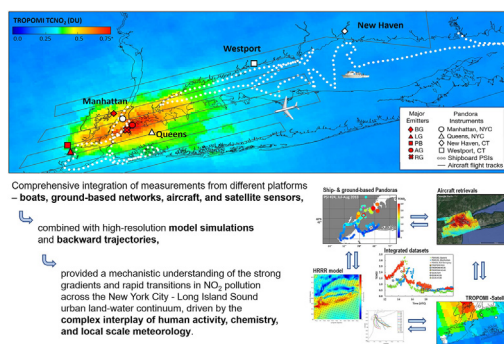 TROPOMI TCNO₂ (DU)
0.00 0.25° 0.50° 0.75°
New Haven
Westport
Manhattan
Queens
Major Emitters
BG
LG
PB
AG
RG
Pandora Instruments
Manhattan, NYC
Queens, NYC
New Haven, CT
Westport, CT
Shipboard PSIs
Aircraft flight tracks
Comprehensive integration of measurements from different platforms
– boats, ground-based networks, aircraft, and satellite sensors,
combined with high-resolution model simulations
and backward trajectories,
provided a mechanistic understanding of the strong
gradients and rapid transitions in NO₂ pollution
across the New York City - Long Island Sound
urban land-water continuum, driven by the
complex interplay of human activity, chemistry,
and local scale meteorology.
Ship- & ground-based Pandoras
Aircraft retrievals
Integrated datasets
HRRR model
TROPOMI -Satel